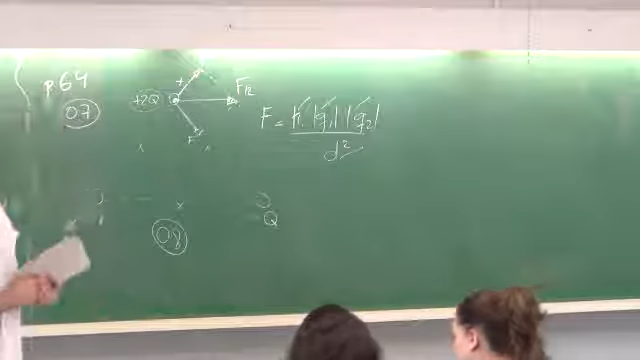 p.64
07
+2Q
F12
F = k.|q1|.|q2|
d²
08
Q